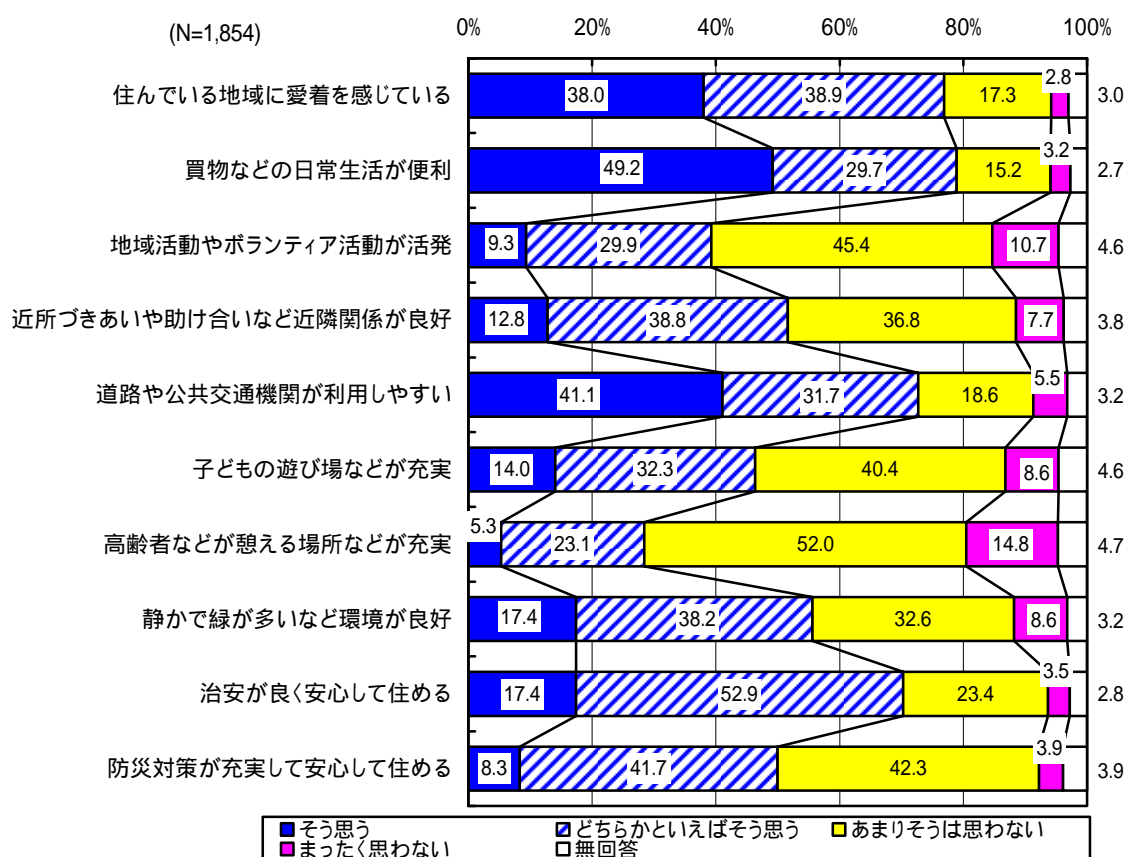 (N=1,854)
0% 20% 40% 60% 80% 100%
住んでいる地域に愛着を感じている 38.0 38.9 17.3 2.8 3.0
買物などの日常生活が便利 49.2 29.7 15.2 3.2 2.7
地域活動やボランティア活動が活発 9.3 29.9 45.4 10.7 4.6
近所づきあいや助け合いなど近隣関係が良好 12.8 38.8 36.8 7.7 3.8
道路や公共交通機関が利用しやすい 41.1 31.7 18.6 5.5 3.2
子どもの遊び場などが充実 14.0 32.3 40.4 8.6 4.6
高齢者などが憩える場所などが充実 5.3 23.1 52.0 14.8 4.7
静かで緑が多いなど環境が良好 17.4 38.2 32.6 8.6 3.2
治安が良く安心して住める 17.4 52.9 23.4 3.5 2.8
防災対策が充実して安心して住める 8.3 41.7 42.3 3.9 3.9
そう思う どちらかといえばそう思う あまりそうは思わない
まったく思わない 無回答